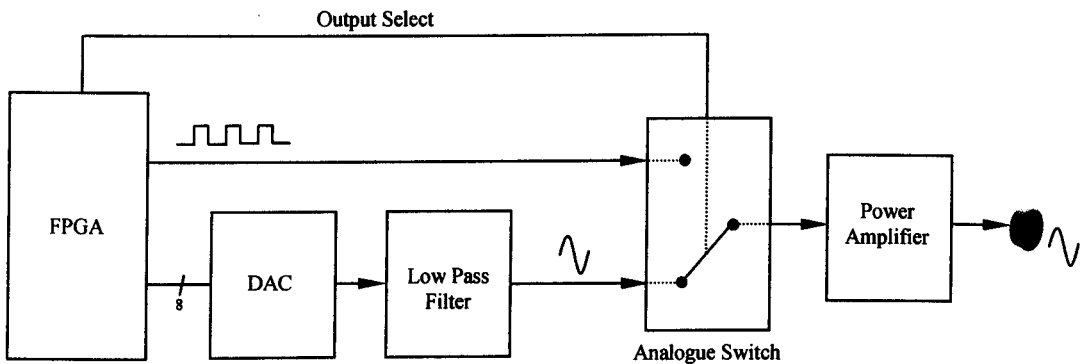 Output Select
FPGA
8
DAC
Low Pass
Filter
Analogue Switch
Power
Amplifier